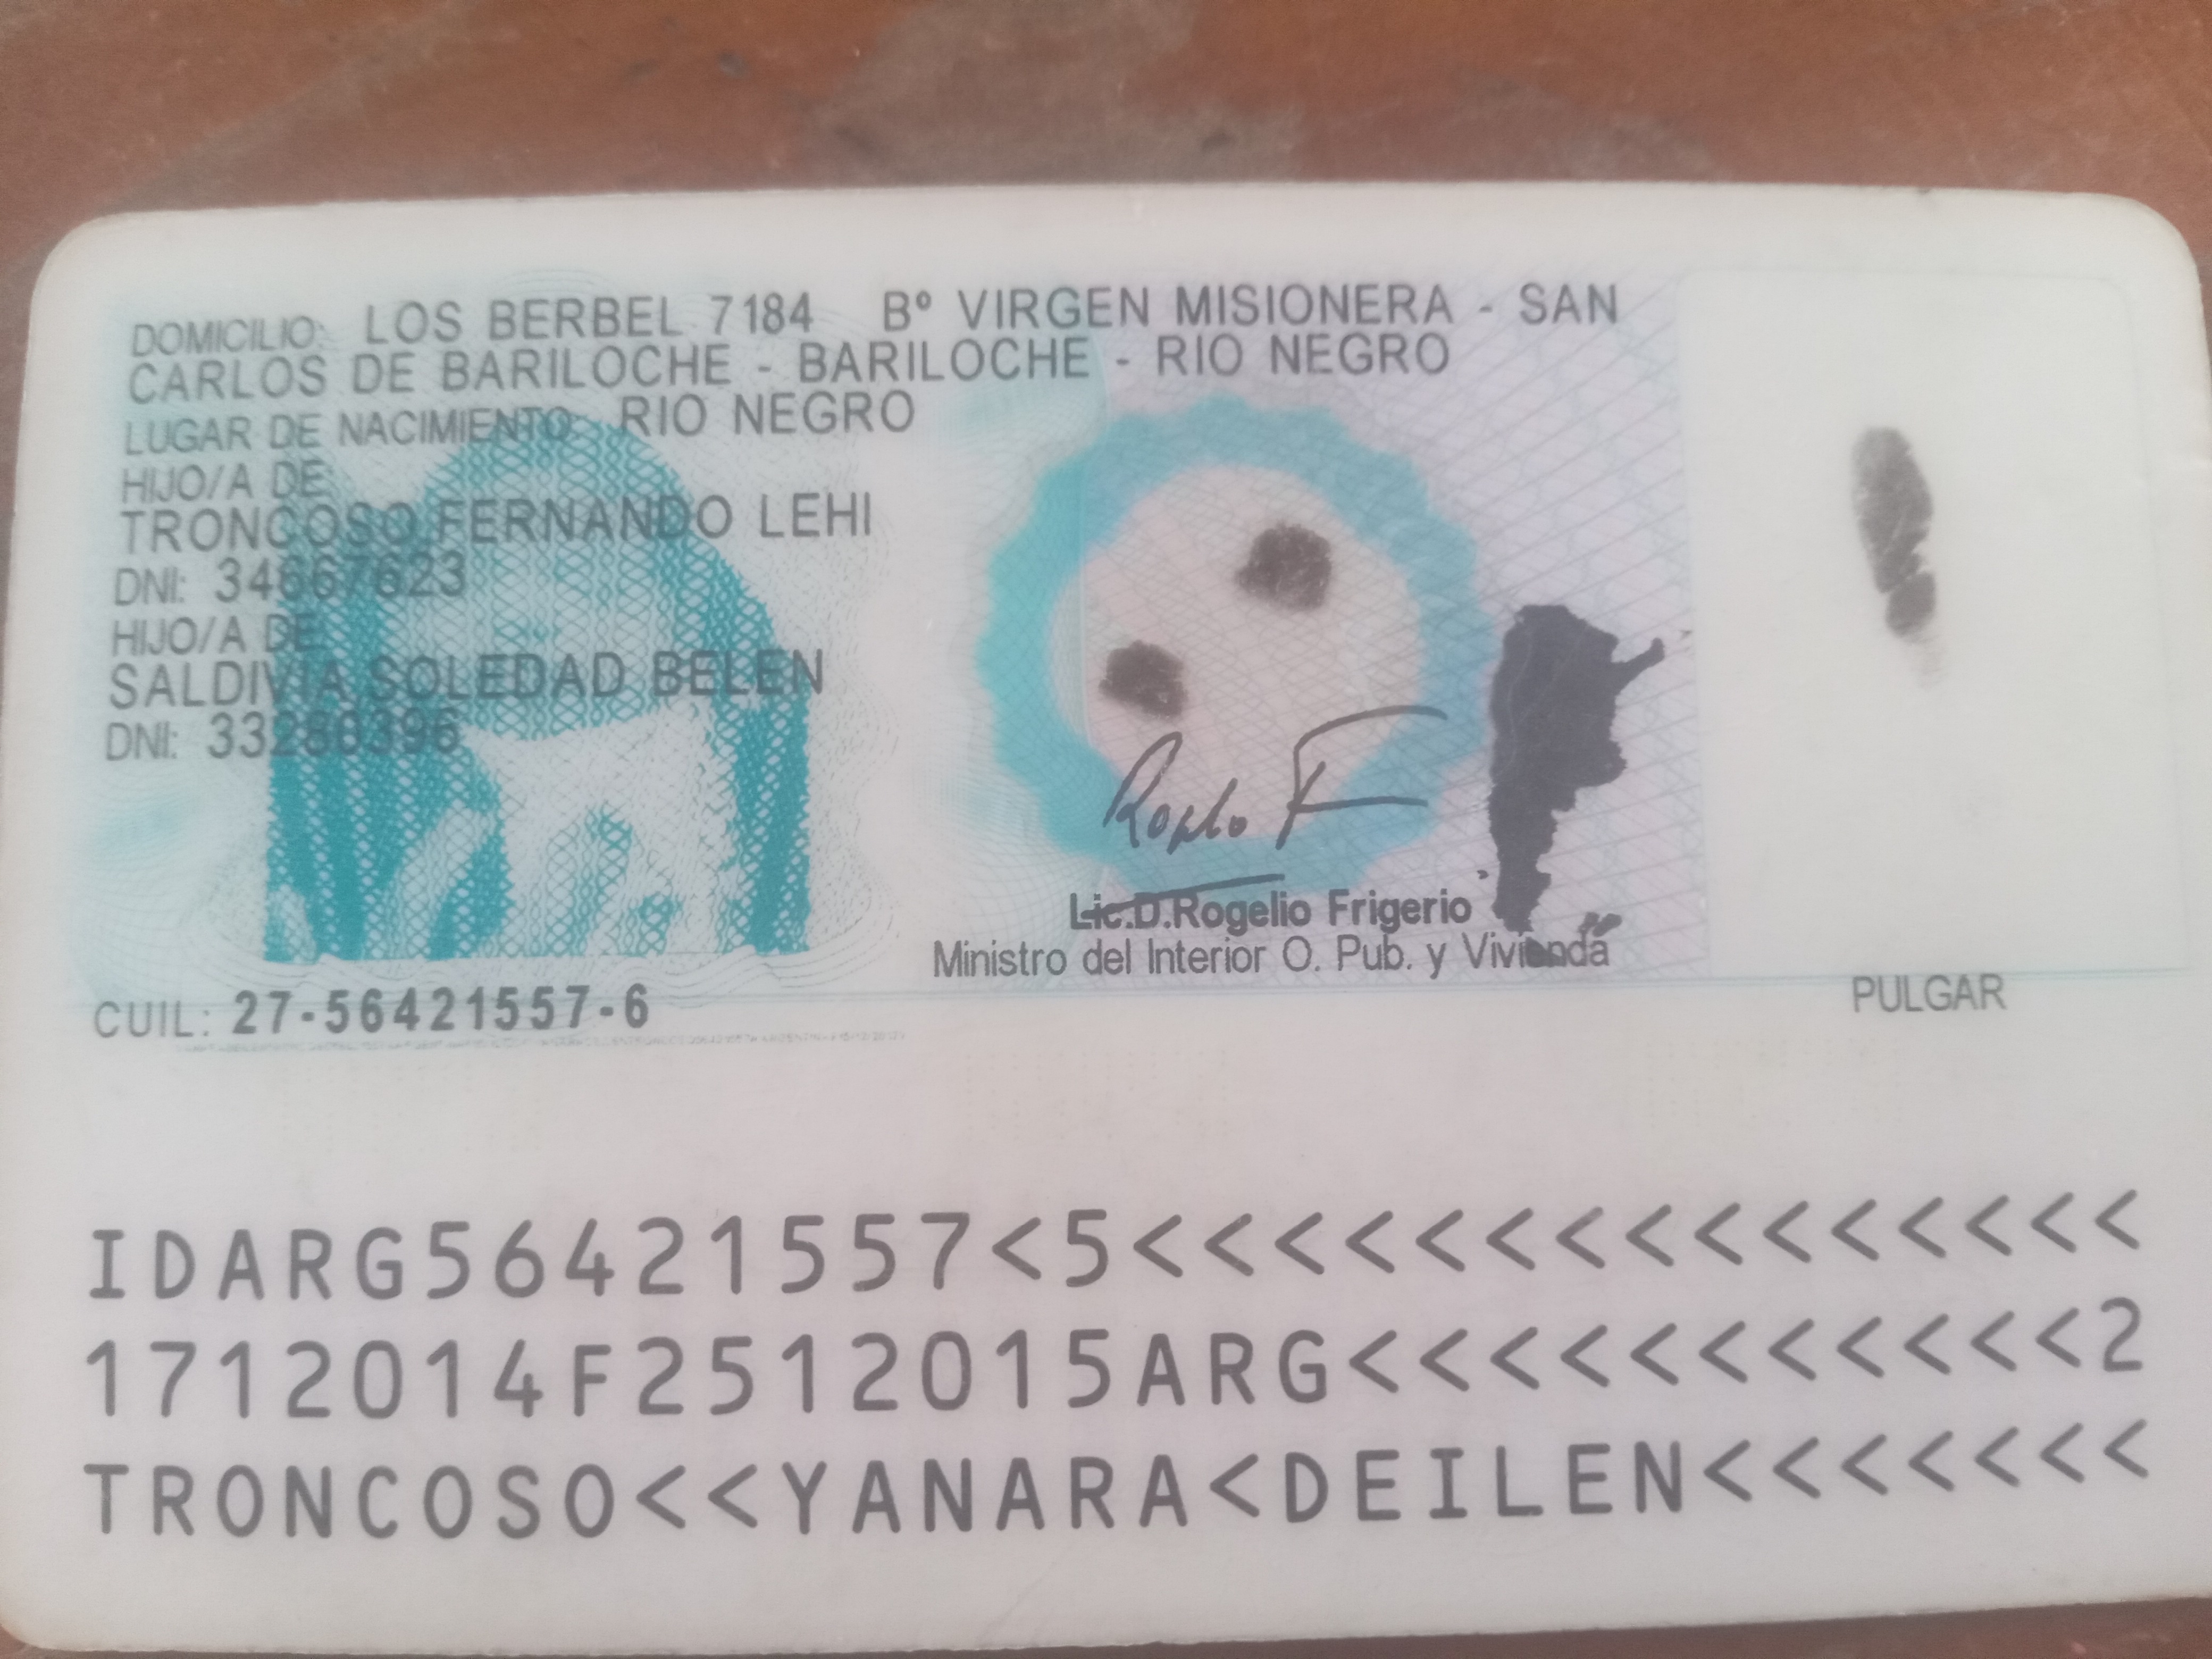 DOMICILIO: LOS BERBEL 7184 Bº VIRGEN MISIONERA - SAN
CARLOS DE BARILOCHE - BARILOCHE - RIO NEGRO
LUGAR DE NACIMIENTO: RIO NEGRO
HIJO/A DE
TRONCOSO FERNANDO LEHI
DNI: 34667623
HIJO/A DE
SALDIVIA SOLEDAD BELEN
DNI: 33288396
Lic.D.Rogelio Frigerio
Ministro del Interior O. Pub. y Vivienda
CUIL: 27-56421557-6
PULGAR
IDARG56421557<5<<<<<<<<<<<<<<<
1712014F2512015ARG<<<<<<<<<<<2
TRONCOSO<<YANARA<DEILEN<<<<<<<